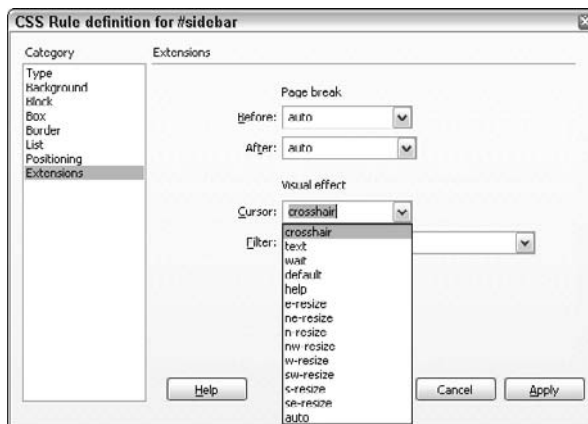 CSS Rule definition for #sidebar
Category
Extensions
Type
Background
Block
Box
Border
List
Positioning
Extensions
Page break
Before: auto
After: auto
Visual effect
Cursor: crosshair
Filter:
crosshair
text
wait
default
help
e-resize
ne-resize
n-resize
nw-resize
w-resize
sw-resize
s-resize
se-resize
auto
Help
Cancel
Apply